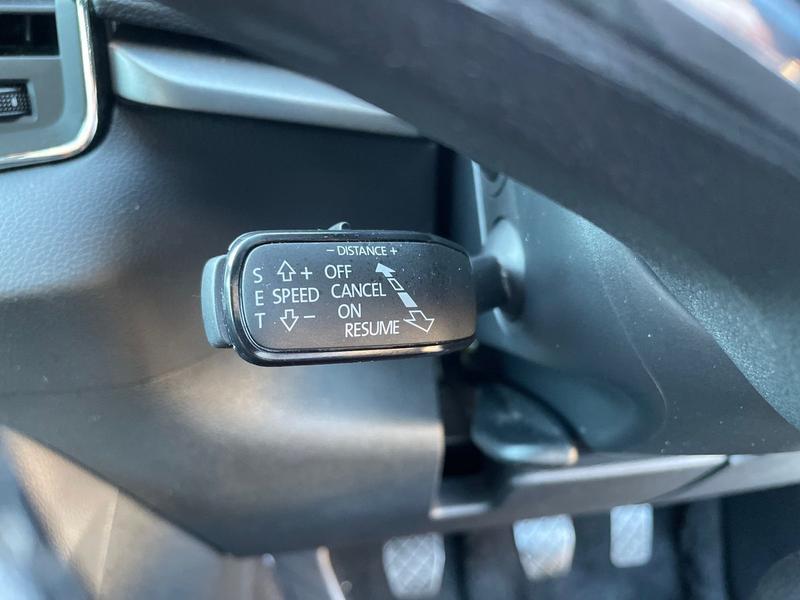 − DISTANCE +
S + OFF
E SPEED CANCEL
T − ON
RESUME